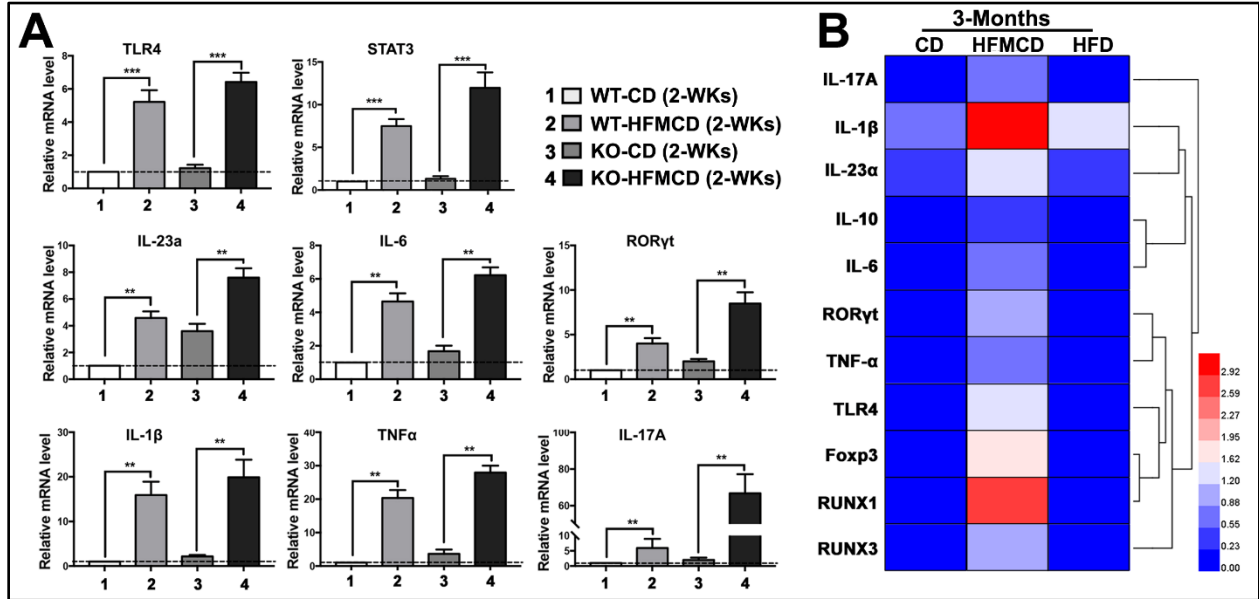 A
TLR4
Relative mRNA level
8
6
4
2
0
***
***
1 2 3 4
STAT3
Relative mRNA level
15
10
5
0
***
***
1 2 3 4
1 WT-CD (2-WKs)
2 WT-HFMCD (2-WKs)
3 KO-CD (2-WKs)
4 KO-HFMCD (2-WKs)
IL-23a
Relative mRNA level
10
8
6
4
2
0
**
**
1 2 3 4
IL-6
Relative mRNA level
8
6
4
2
0
**
**
1 2 3 4
RORγt
Relative mRNA level
15
10
5
0
**
**
1 2 3 4
IL-1β
Relative mRNA level
30
20
10
0
**
**
1 2 3 4
TNFα
Relative mRNA level
40
30
20
10
0
**
**
1 2 3 4
IL-17A
Relative mRNA level
100
80
60
10
5
0
**
**
1 2 3 4
B
3-Months
CD HFMCD HFD
IL-17A
IL-1β
IL-23α
IL-10
IL-6
RORγt
TNF-α
TLR4
Foxp3
RUNX1
RUNX3
2.92
2.59
2.27
1.95
1.62
1.20
0.88
0.55
0.23
0.00